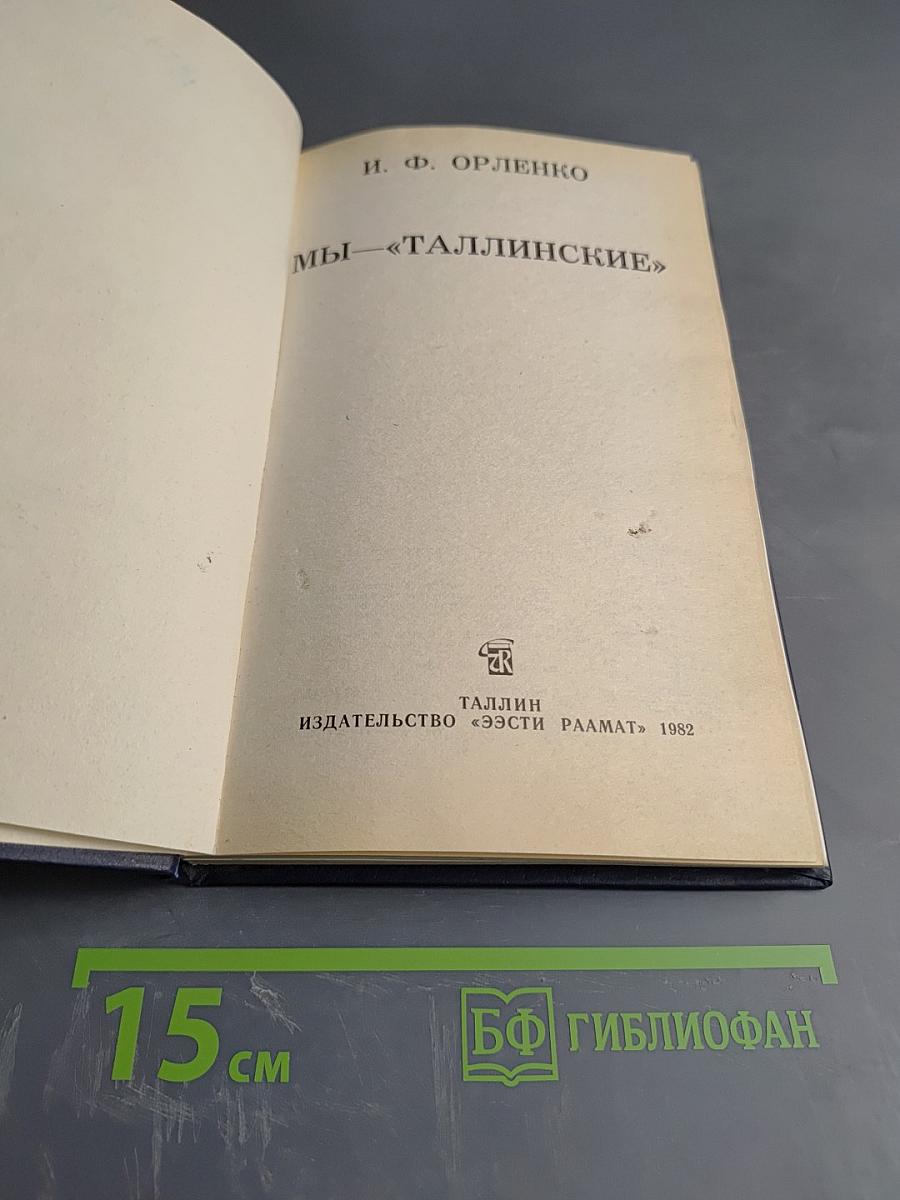 И. Ф. ОРЛЕНКО
МЫ—«ТАЛЛИНСКИЕ»
ТАЛЛИН
ИЗДАТЕЛЬСТВО «ЭЭСТИ РААМАТ» 1982
15 см
БФ ГИБЛИОФАН